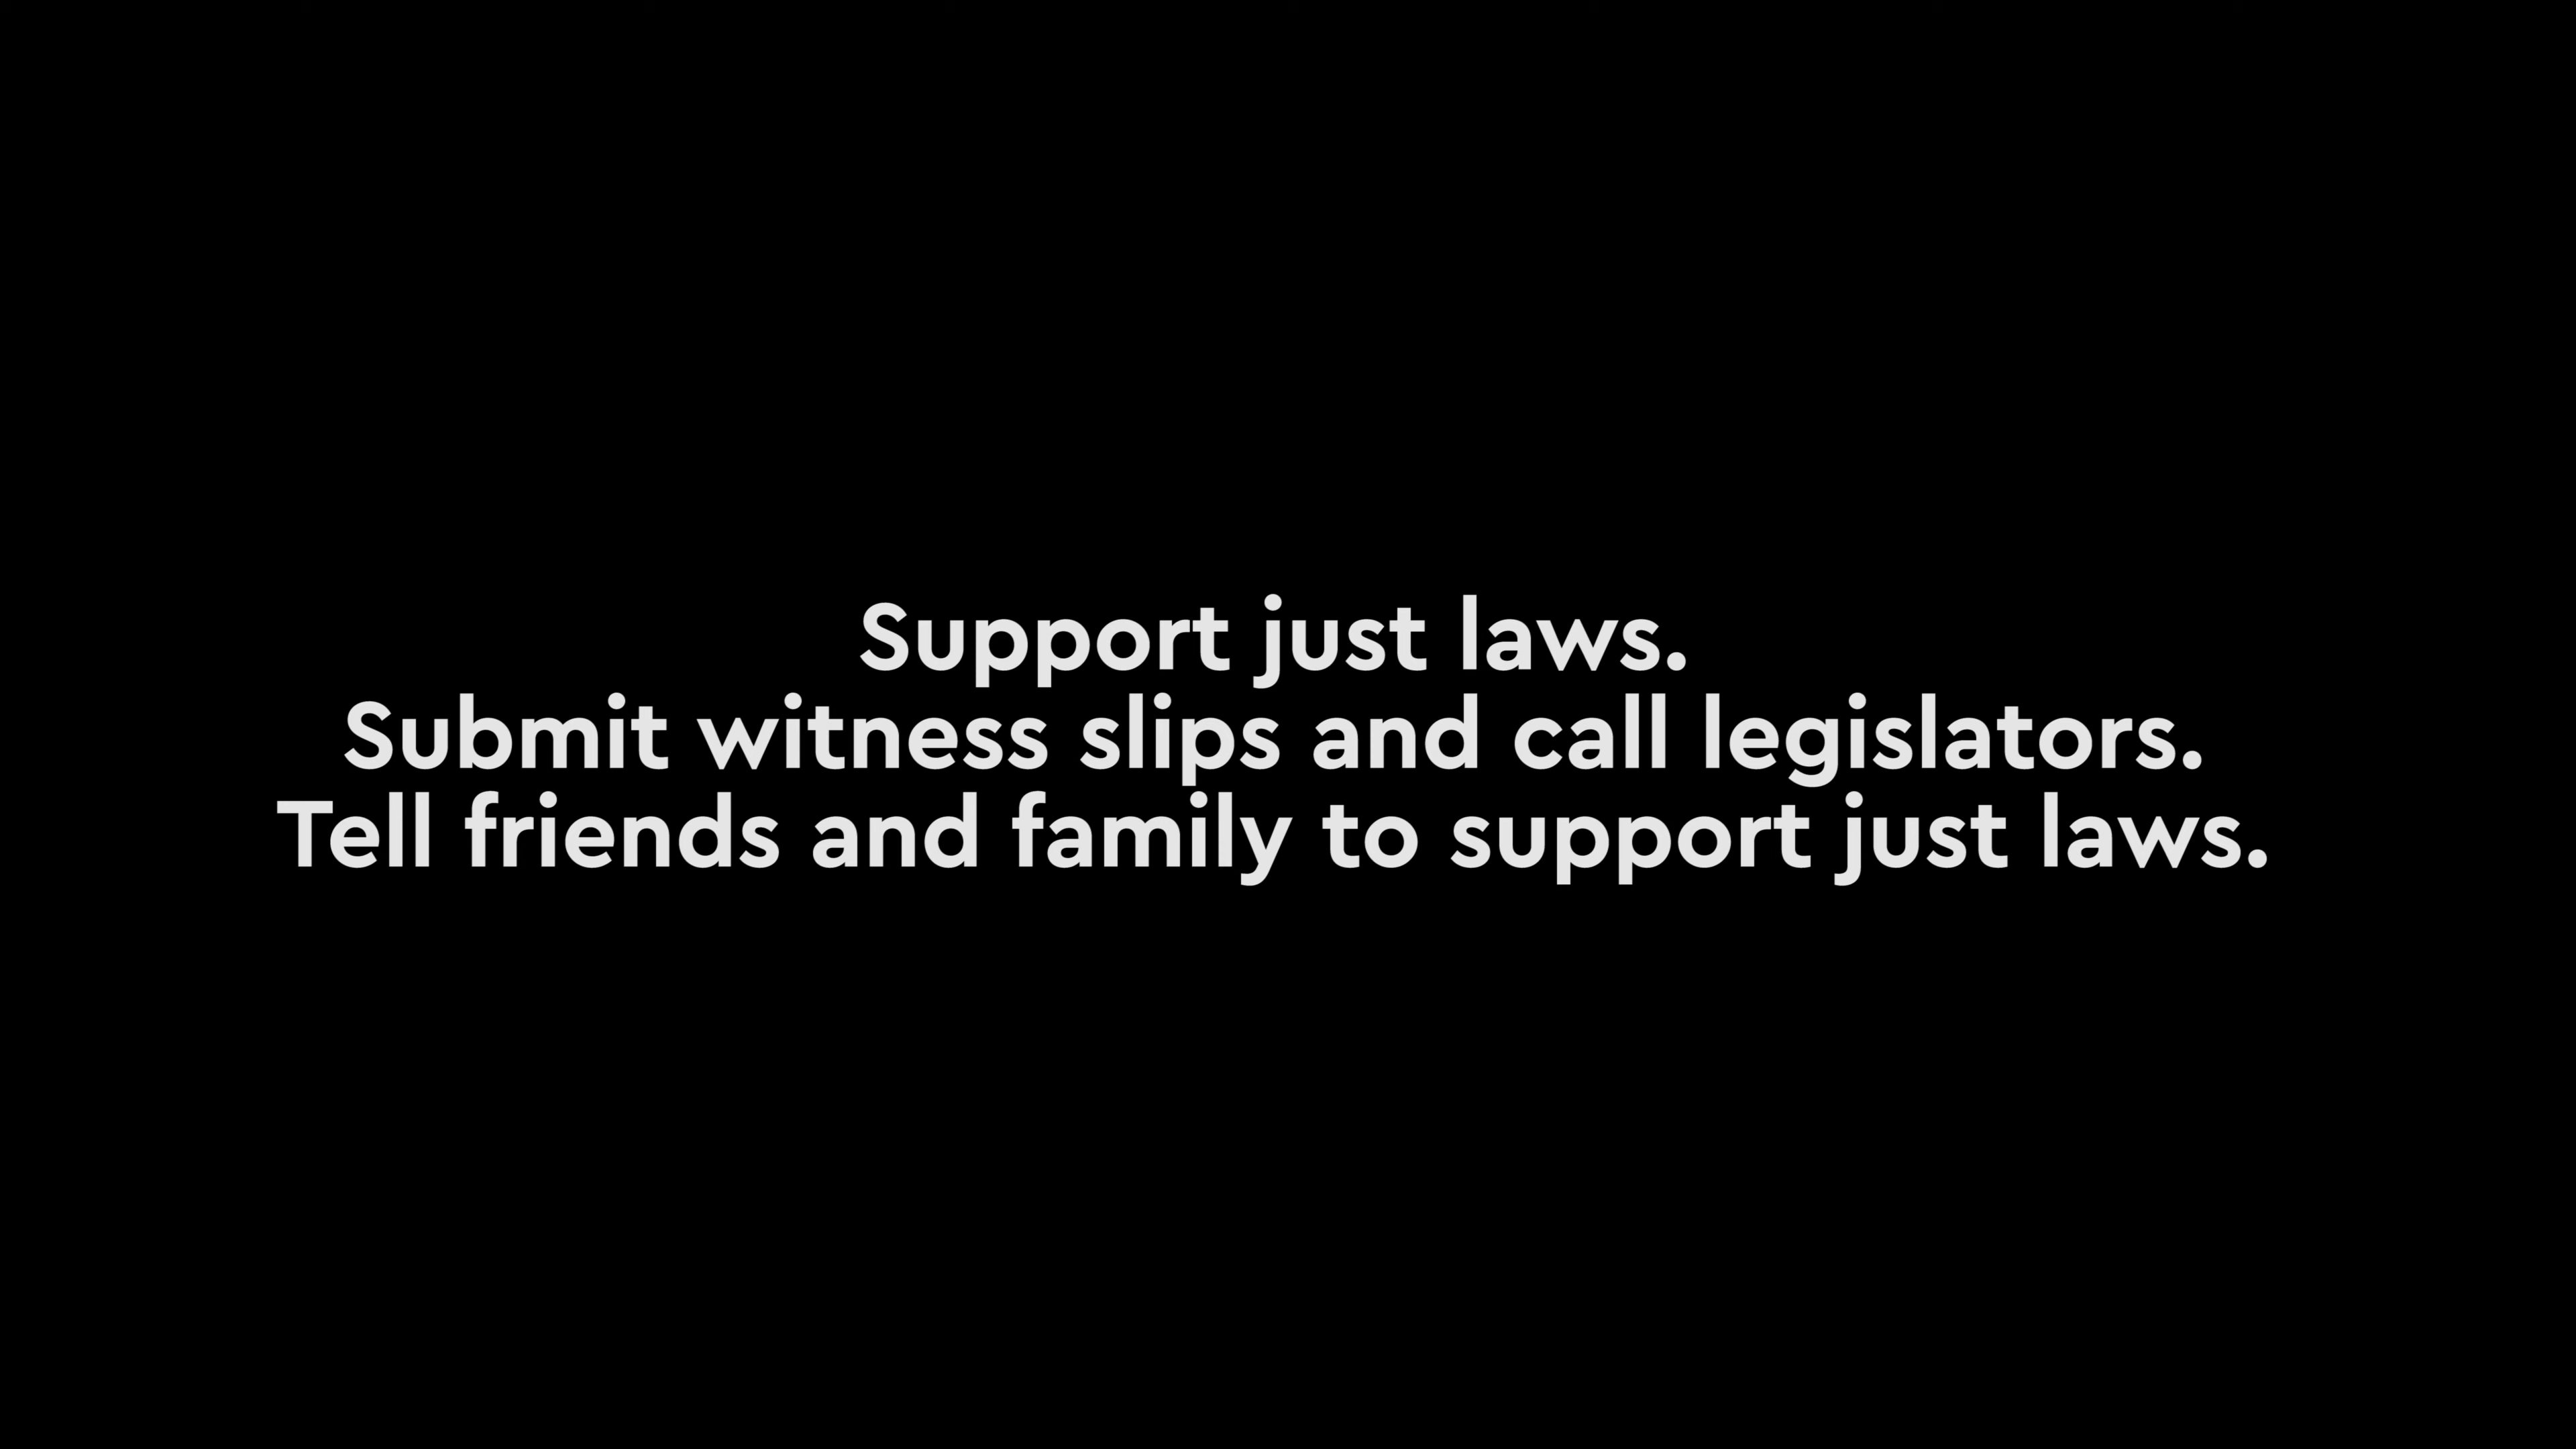 Support just laws.
Submit witness slips and call legislators.
Tell friends and family to support just laws.